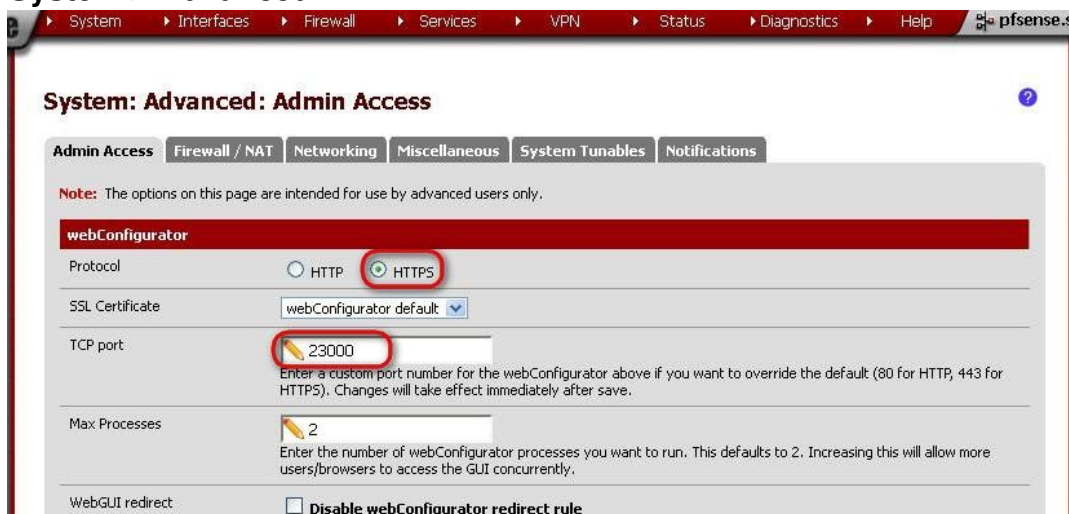 System Interfaces Firewall Services VPN Status Diagnostics Help
System: Advanced: Admin Access
Admin Access Firewall / NAT Networking Miscellaneous System Tunables Notifications
Note: The options on this page are intended for use by advanced users only.
webConfigurator
Protocol HTTP HTTPS
SSL Certificate webConfigurator default
TCP port 23000
Enter a custom port number for the webConfigurator above if you want to override the default (80 for HTTP, 443 for
HTTPS). Changes will take effect immediately after save.
Max Processes 2
Enter the number of webConfigurator processes you want to run. This defaults to 2. Increasing this will allow more
users/browsers to access the GUI concurrently.
WebGUI redirect Disable webConfigurator redirect rule